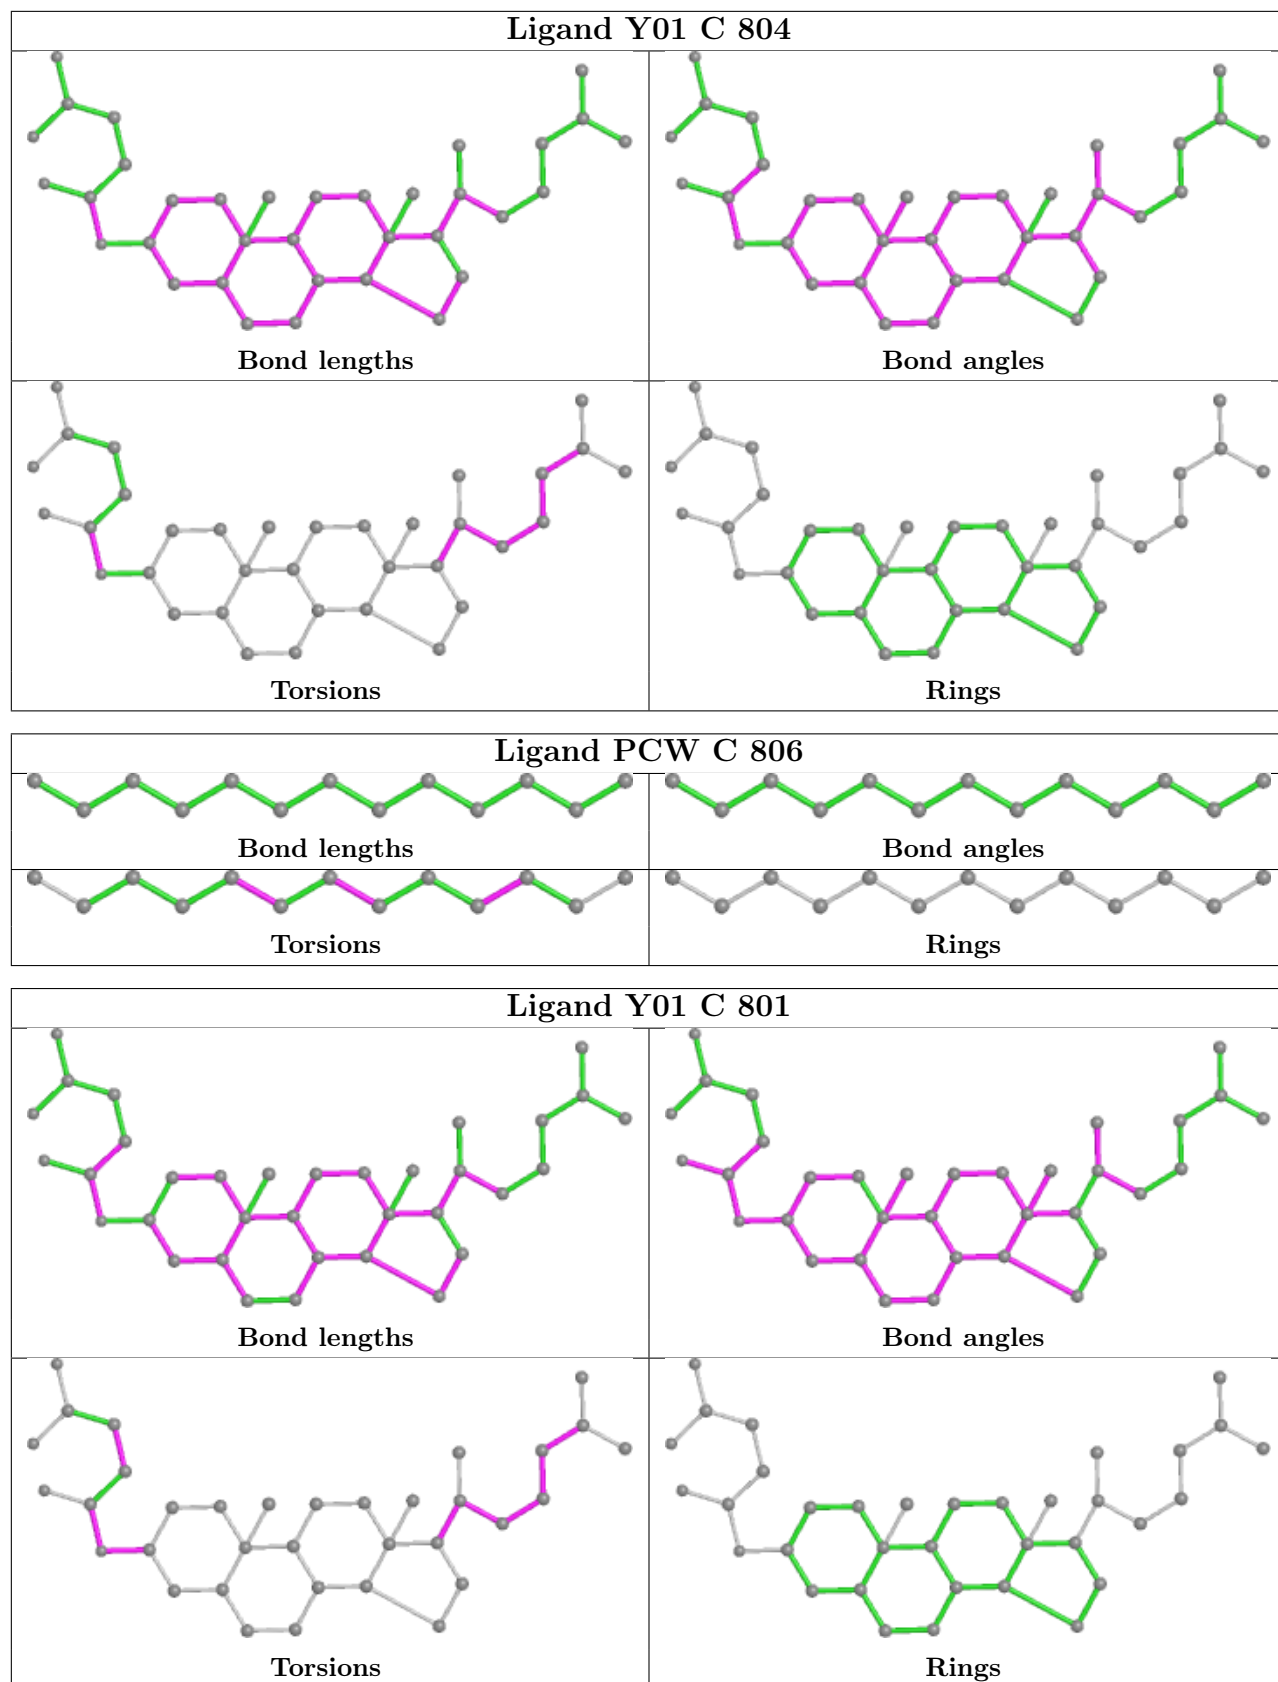 Ligand Y01 C 804
Bond lengths
Bond angles
Torsions
Rings
Ligand PCW C 806
Bond lengths
Bond angles
Torsions
Rings
Ligand Y01 C 801
Bond lengths
Bond angles
Torsions
Rings